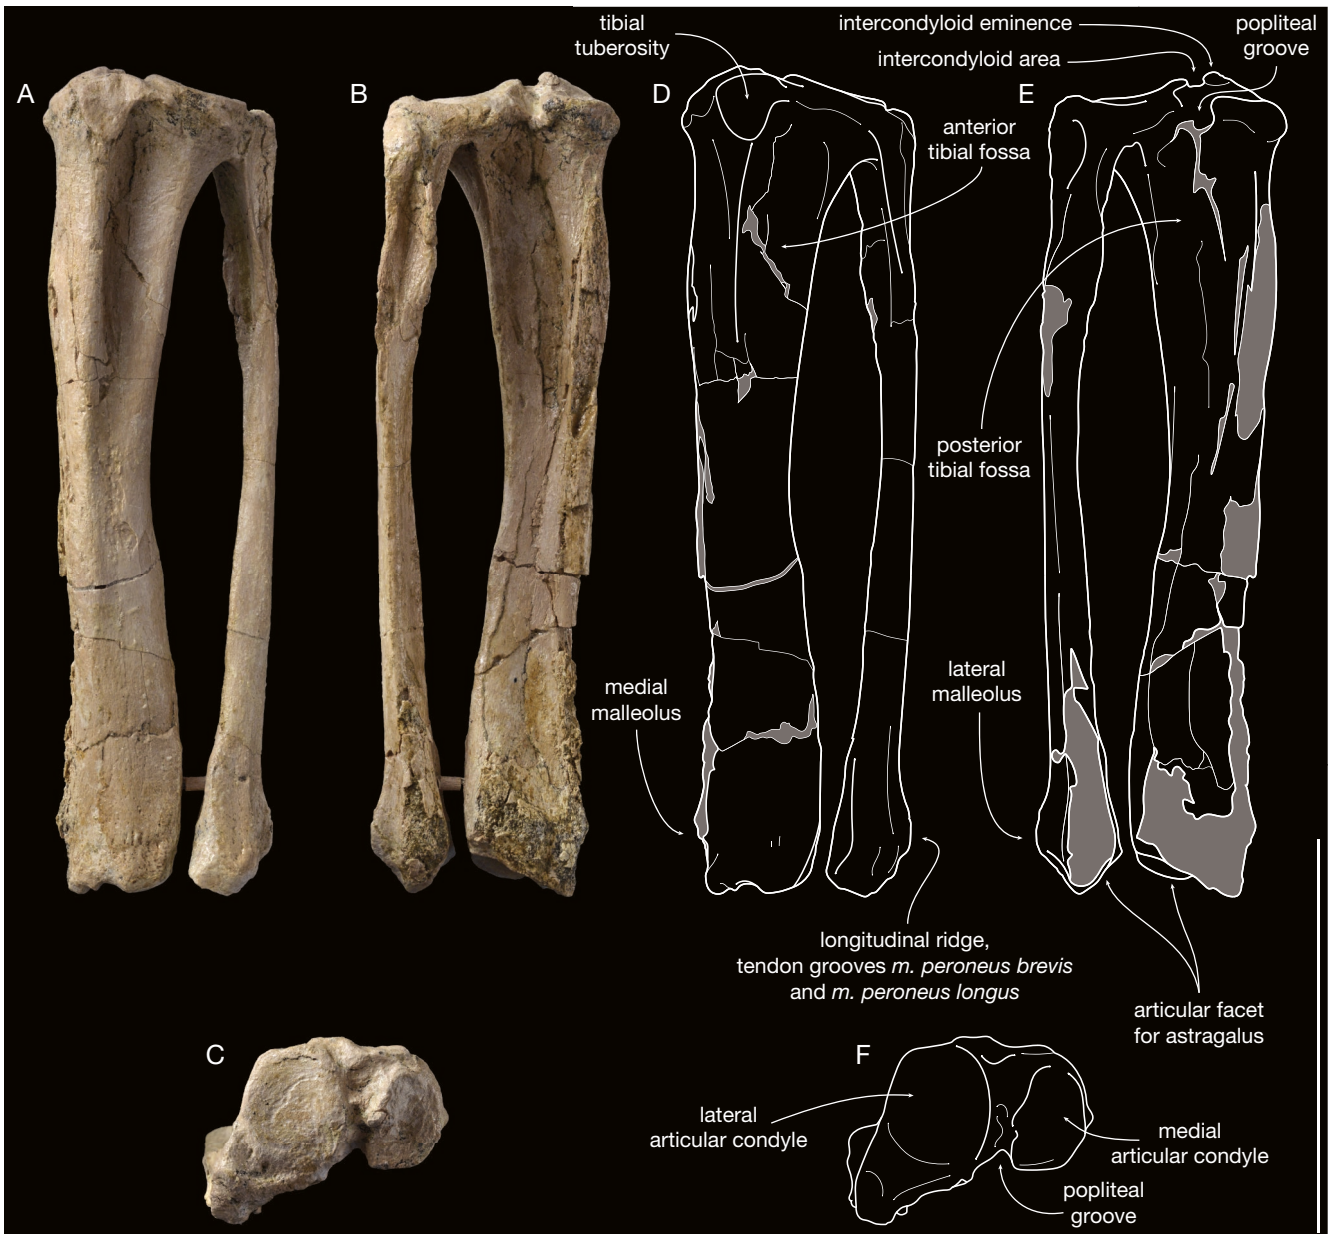 tibial
tuberosity
intercondyloid eminence
intercondyloid area
popliteal
groove
A
B
D
E
anterior
tibial fossa
posterior
tibial fossa
medial
malleolus
lateral
malleolus
longitudinal ridge,
tendon grooves m. peroneus brevis
and m. peroneus longus
articular facet
for astragalus
C
F
lateral
articular condyle
medial
articular condyle
popliteal
groove